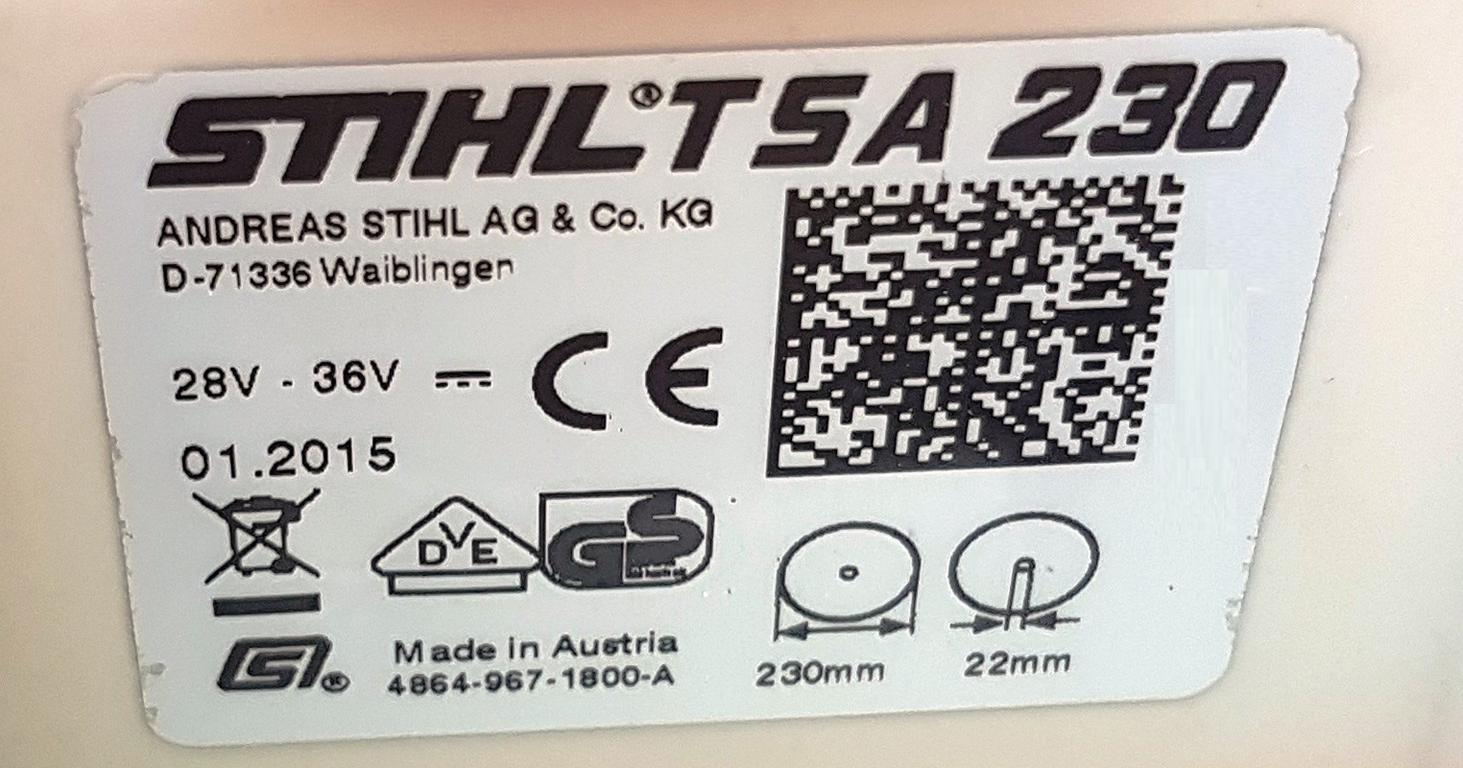 STIHL® TSA 230
ANDREAS STIHL AG & Co. KG
D-71336 Waiblingen
28V - 36V CE
01.2015
DVE GS
Made in Austria
4864-967-1800-A
230mm 22mm